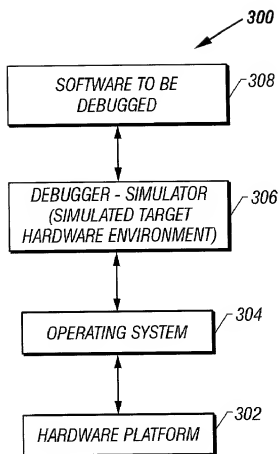 300
SOFTWARE TO BE
DEBUGGED
308
DEBUGGER - SIMULATOR
(SIMULATED TARGET
HARDWARE ENVIRONMENT)
306
OPERATING SYSTEM
304
HARDWARE PLATFORM
302